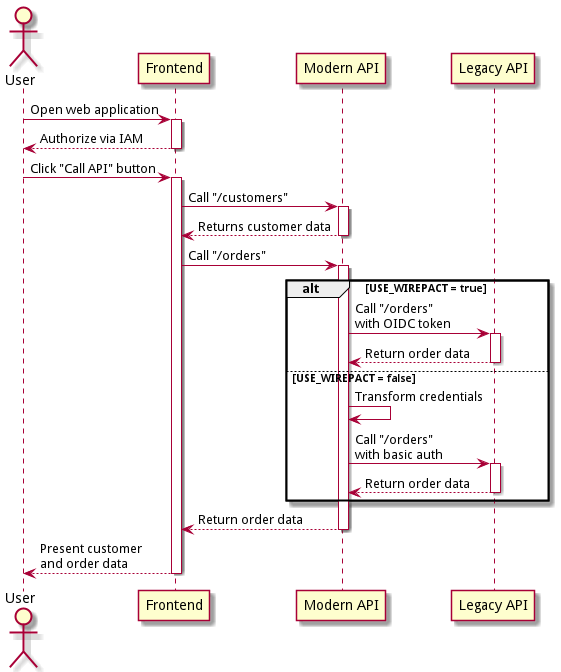 User
Frontend
Modern API
Legacy API
Open web application
Authorize via IAM
Click "Call API" button
Call "/customers"
Returns customer data
Call "/orders"
alt
[USE_WIREPACT = true]
Call "/orders"
with OIDC token
Return order data
[USE_WIREPACT = false]
Transform credentials
Call "/orders"
with basic auth
Return order data
Return order data
Present customer
and order data
User
Frontend
Modern API
Legacy API